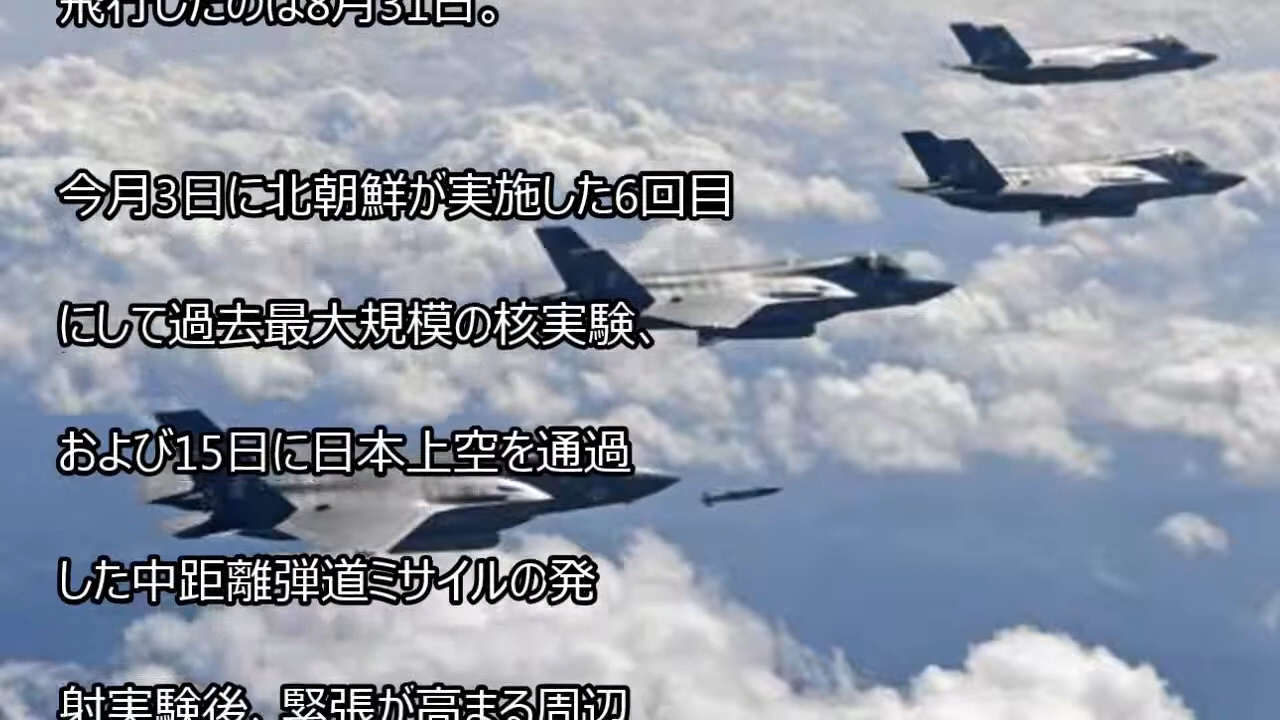 飛行したのは8月31日。
今月3日に北朝鮮が実施した6回目
にして過去最大規模の核実験、
および15日に日本上空を通過
した中距離弾道ミサイルの発
射実験後、緊張が高まる周辺